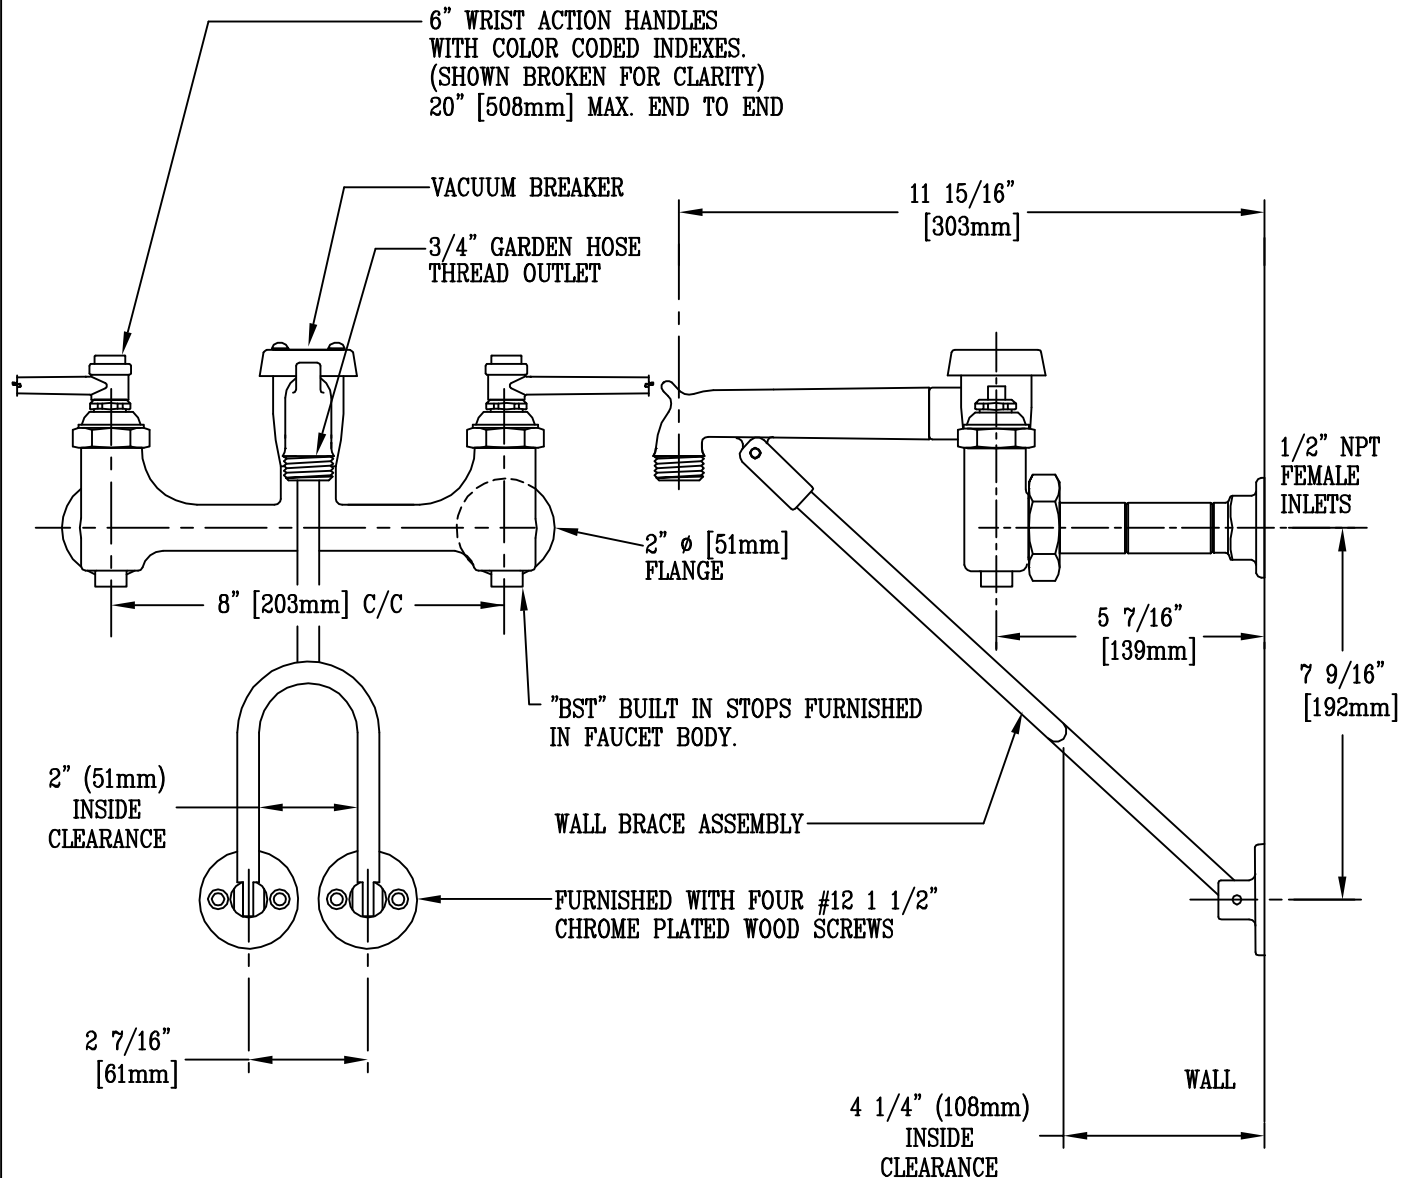 6" WRIST ACTION HANDLES
WITH COLOR CODED INDEXES.
(SHOWN BROKEN FOR CLARITY)
20" [508mm] MAX. END TO END
VACUUM BREAKER
3/4" GARDEN HOSE
THREAD OUTLET
11 15/16"
[303mm]
1/2" NPT
FEMALE
INLETS
2" ø [51mm]
FLANGE
8" [203mm] C/C
5 7/16"
[139mm]
7 9/16"
[192mm]
"BST" BUILT IN STOPS FURNISHED
IN FAUCET BODY.
2" (51mm)
INSIDE
CLEARANCE
WALL BRACE ASSEMBLY
FURNISHED WITH FOUR #12 1 1/2"
CHROME PLATED WOOD SCREWS
2 7/16"
[61mm]
WALL
4 1/4" (108mm)
INSIDE
CLEARANCE